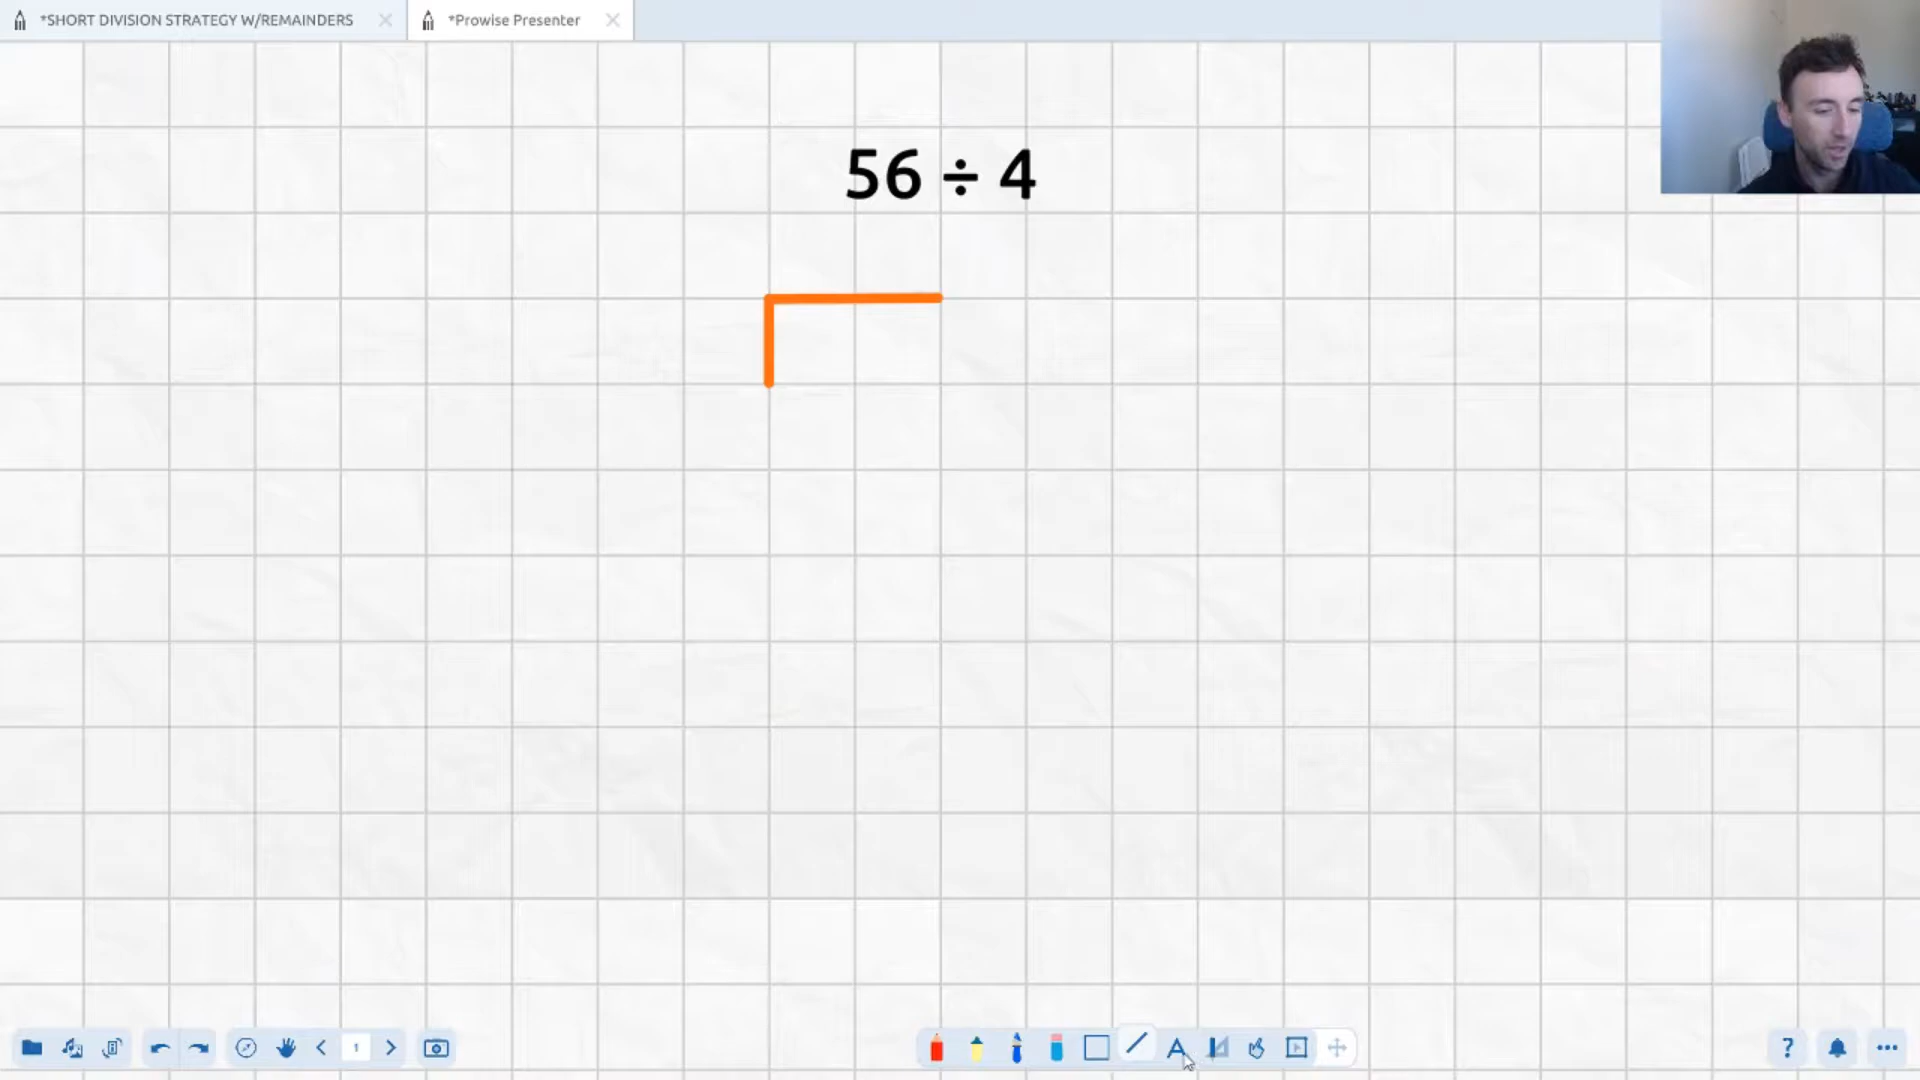 *SHORT DIVISION STRATEGY W/REMAINDERS
*Prowise Presenter
56 ÷ 4
1